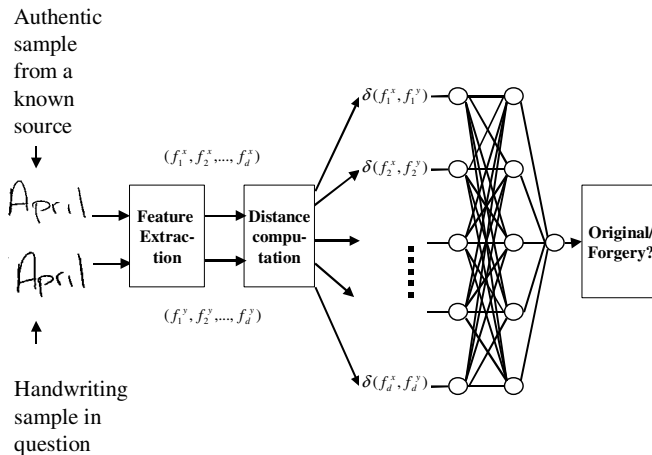 Authentic
sample
from a
known
source
April
April
Handwriting
sample in
question
(f₁ˣ, f₂ˣ,..., f_dˣ)
Feature
Extrac-
tion
(f₁ʸ, f₂ʸ,..., f_dʸ)
Distance
compu-
tation
δ(f₁ˣ, f₁ʸ)
δ(f₂ˣ, f₂ʸ)
δ(f_dˣ, f_dʸ)
Original/
Forgery?